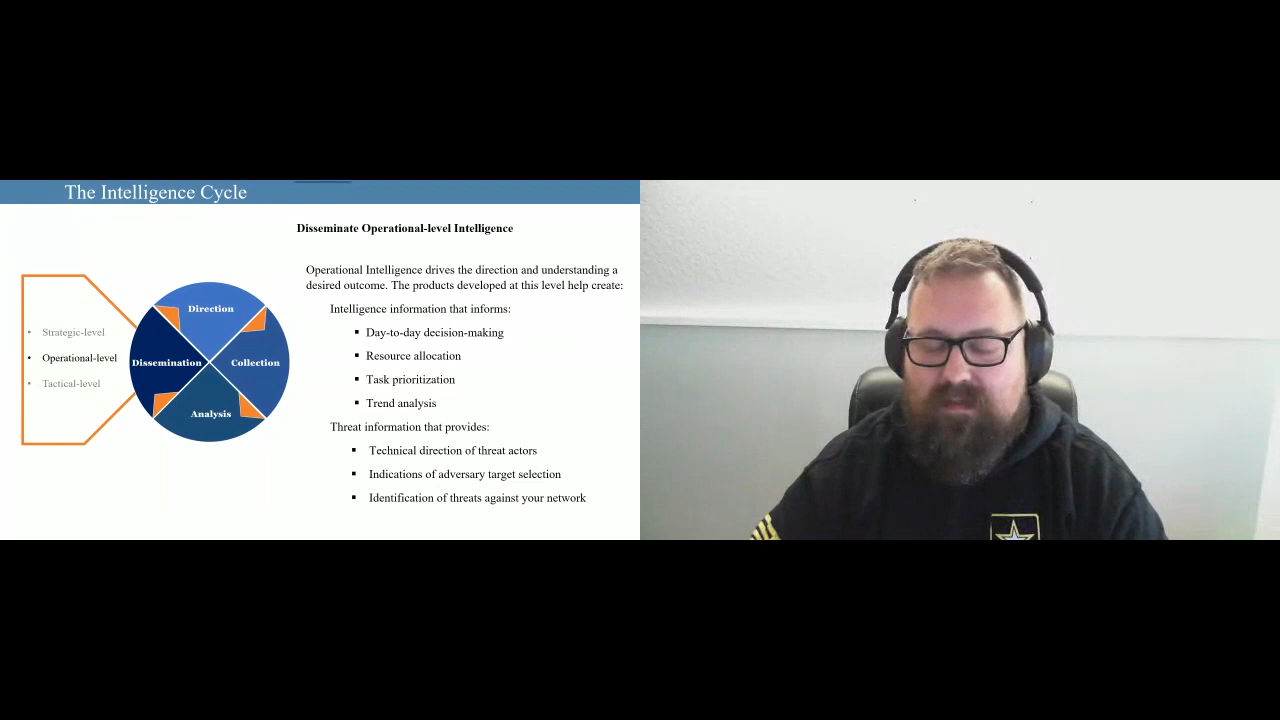 The Intelligence Cycle
Disseminate Operational-level Intelligence
Operational Intelligence drives the direction and understanding a
desired outcome. The products developed at this level help create:
Intelligence information that informs:
▪ Day-to-day decision-making
▪ Resource allocation
▪ Task prioritization
▪ Trend analysis
Threat information that provides:
▪ Technical direction of threat actors
▪ Indications of adversary target selection
▪ Identification of threats against your network
• Strategic-level
• Operational-level
• Tactical-level
Direction
Dissemination
Collection
Analysis